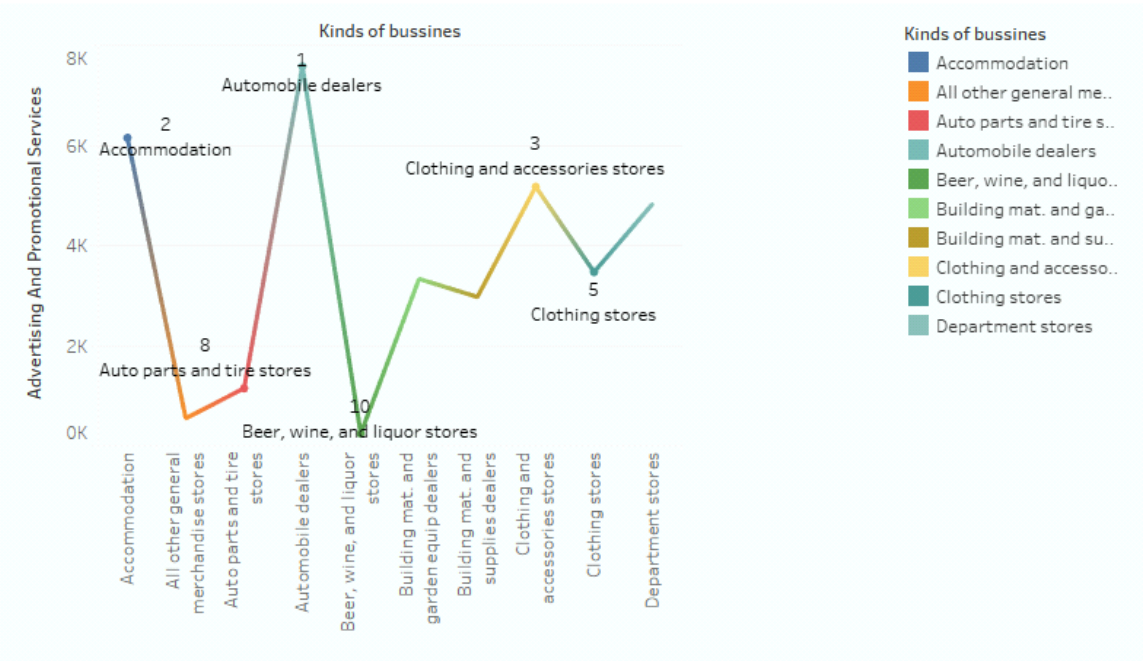 Kinds of bussines
Kinds of bussines
Accommodation
All other general me..
Auto parts and tire s..
Automobile dealers
Beer, wine, and liquo..
Building mat. and ga..
Building mat. and su..
Clothing and accesso..
Clothing stores
Department stores
Advertising And Promotional Services
8K
6K
4K
2K
0K
1
Automobile dealers
2
Accommodation
3
Clothing and accessories stores
5
Clothing stores
8
Auto parts and tire stores
10
Beer, wine, and liquor stores
Accommodation
All other general
merchandise stores
Auto parts and tire
stores
Automobile dealers
Beer, wine, and liquor
stores
Building mat. and
garden equip dealers
Building mat. and
supplies dealers
Clothing and
accessories stores
Clothing stores
Department stores